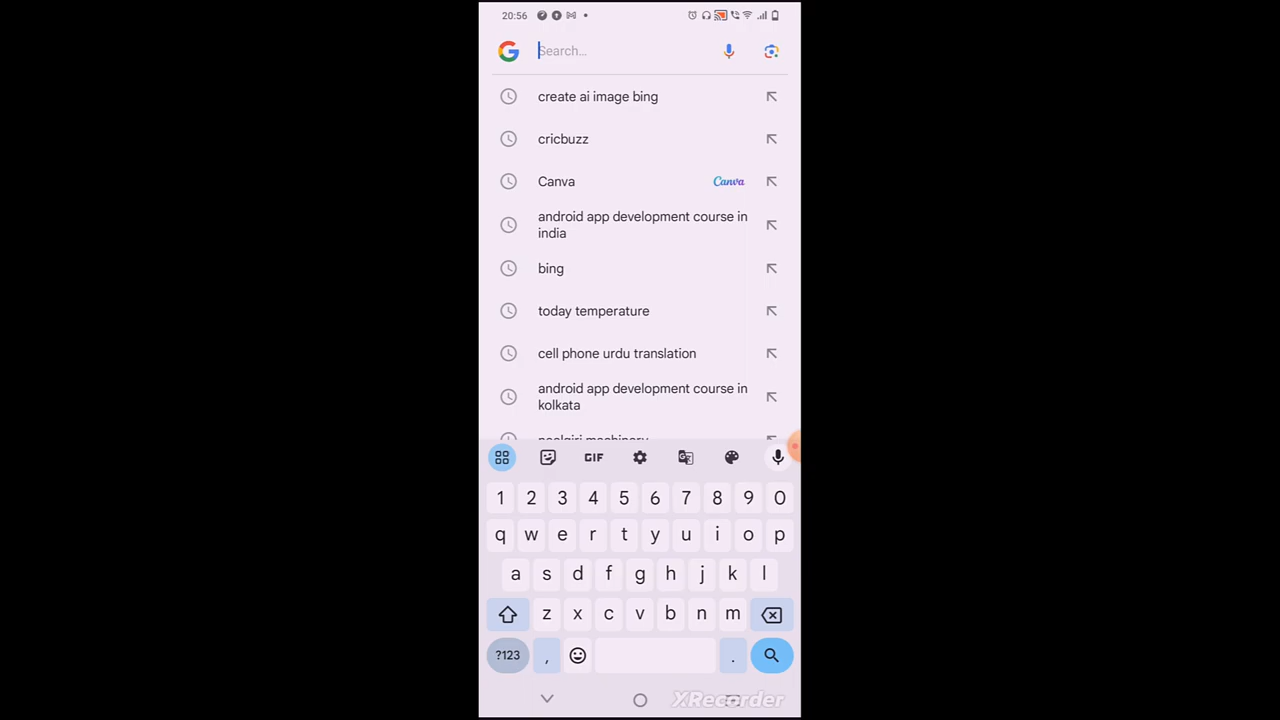 20:56
Search...
create ai image bing
cricbuzz
Canva Canva
android app development course in
india
bing
today temperature
cell phone urdu translation
android app development course in
kolkata
GIF
1 2 3 4 5 6 7 8 9 0
q w e r t y u i o p
a s d f g h j k l
z x c v b n m
?123 , .
XRecorder